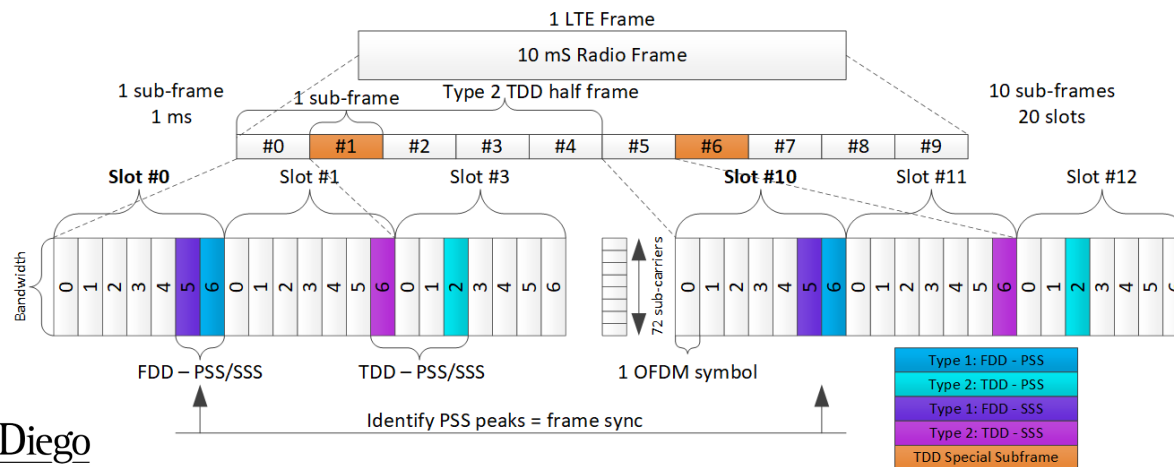 1 LTE Frame
10 mS Radio Frame
1 sub-frame
1 ms
1 sub-frame
Type 2 TDD half frame
10 sub-frames
20 slots
#0 #1 #2 #3 #4 #5 #6 #7 #8 #9
Slot #0 Slot #1 Slot #3 Slot #10 Slot #11 Slot #12
Bandwidth
0 1 2 3 4 5 6 0 1 2 3 4 5 6 0 1 2 3 4 5 6
72 sub-carriers
0 1 2 3 4 5 6 0 1 2 3 4 5 6 0 1 2 3 4 5 6
FDD – PSS/SSS
TDD – PSS/SSS
1 OFDM symbol
Identify PSS peaks = frame sync
Type 1: FDD - PSS
Type 2: TDD - PSS
Type 1: FDD - SSS
Type 2: TDD - SSS
TDD Special Subframe
Diego